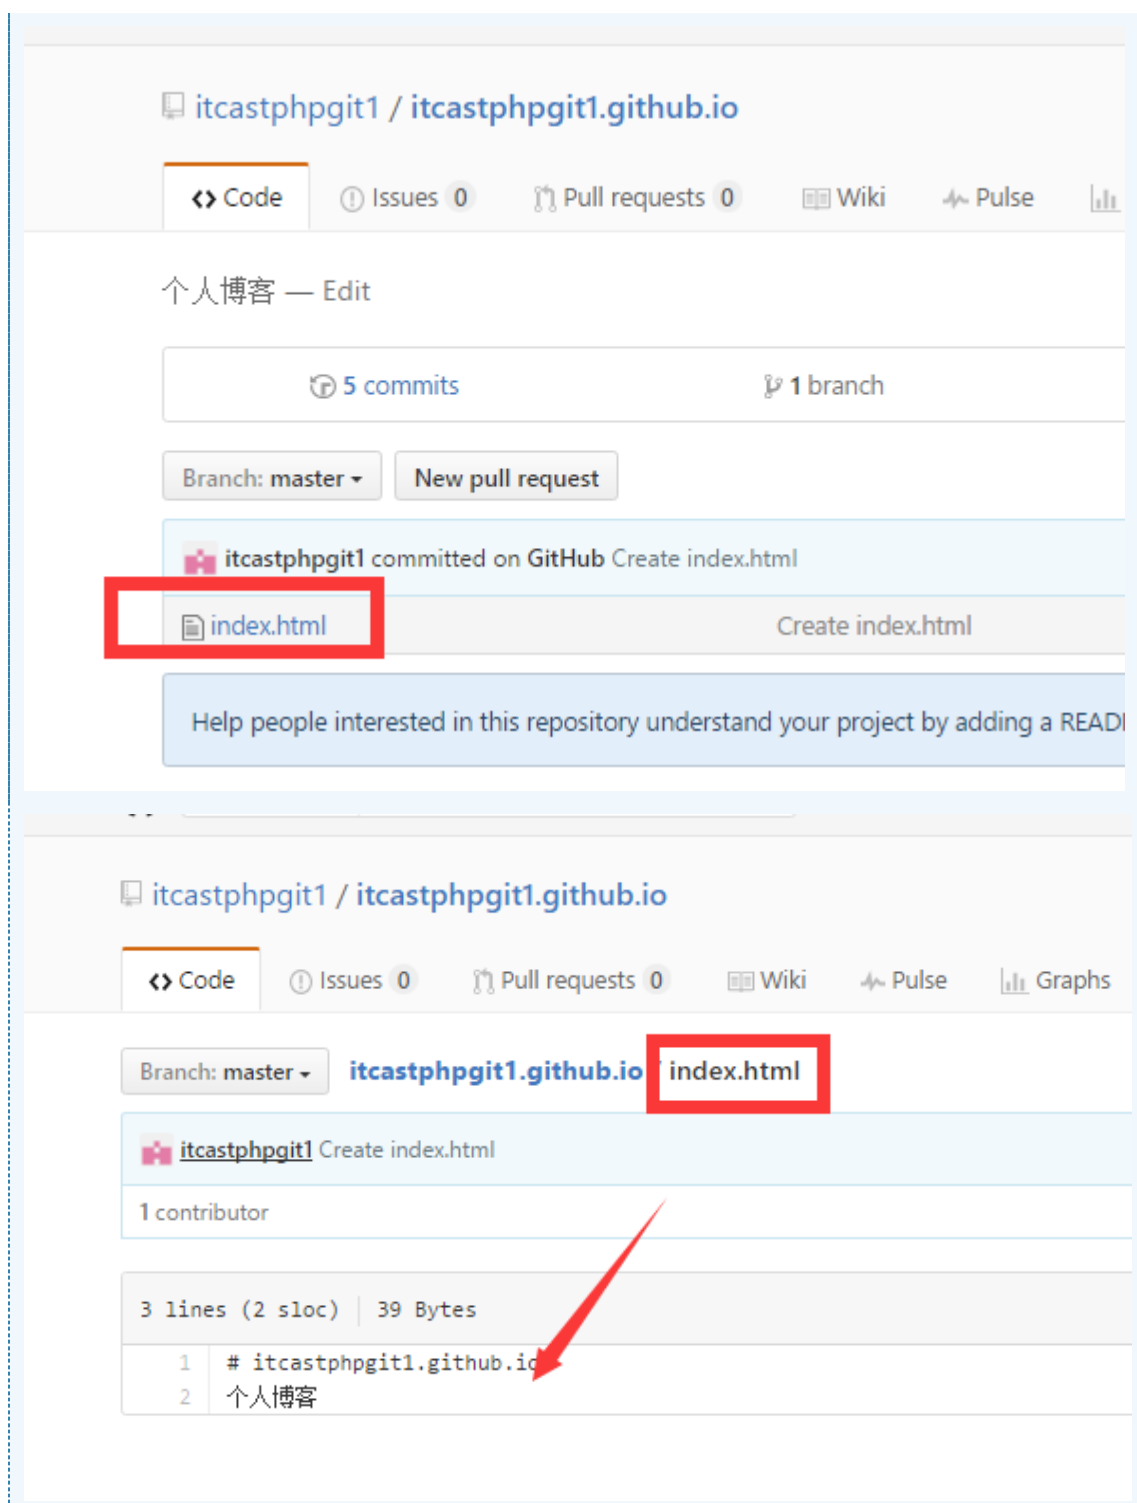 itcastphpgit1 / itcastphpgit1.github.io
Code Issues 0 Pull requests 0 Wiki Pulse
个人博客 — Edit
5 commits 1 branch
Branch: master New pull request
itcastphpgit1 committed on GitHub Create index.html
index.html Create index.html
Help people interested in this repository understand your project by adding a
itcastphpgit1 / itcastphpgit1.github.io
Code Issues 0 Pull requests 0 Wiki Pulse Graphs
Branch: master itcastphpgit1.github.io / index.html
itcastphpgit1 Create index.html
1 contributor
3 lines (2 sloc) 39 Bytes
1 # itcastphpgit1.github.io
2 个人博客